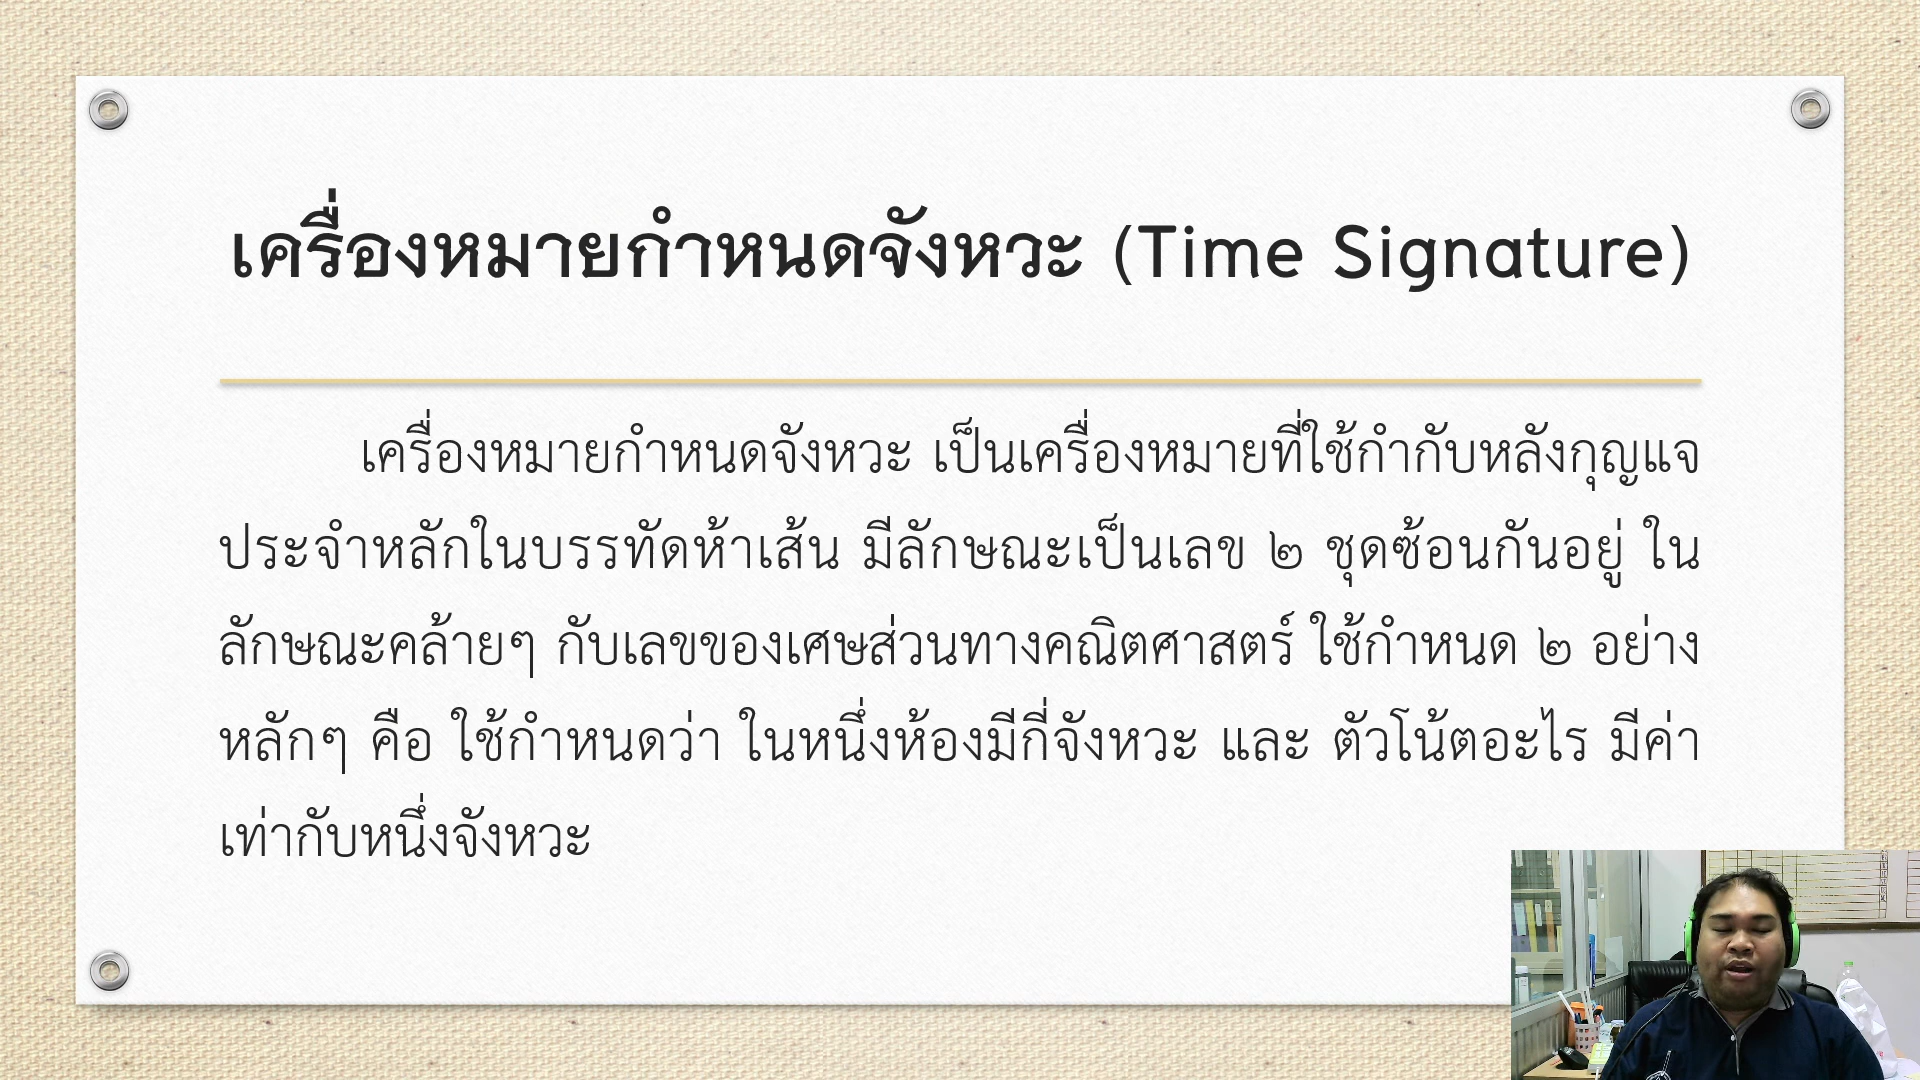 เครื่องหมายกำหนดจังหวะ (Time Signature)
เครื่องหมายกำหนดจังหวะ เป็นเครื่องหมายที่ใช้กำกับหลังกุญแจ
ประจำหลักในบรรทัดห้าเส้น มีลักษณะเป็นเลข ๒ ชุดซ้อนกันอยู่ ใน
ลักษณะคล้ายๆ กับเลขของเศษส่วนทางคณิตศาสตร์ ใช้กำหนด ๒ อย่าง
หลักๆ คือ ใช้กำหนดว่า ในหนึ่งห้องมีกี่จังหวะ และ ตัวโน้ตอะไร มีค่า
เท่ากับหนึ่งจังหวะ